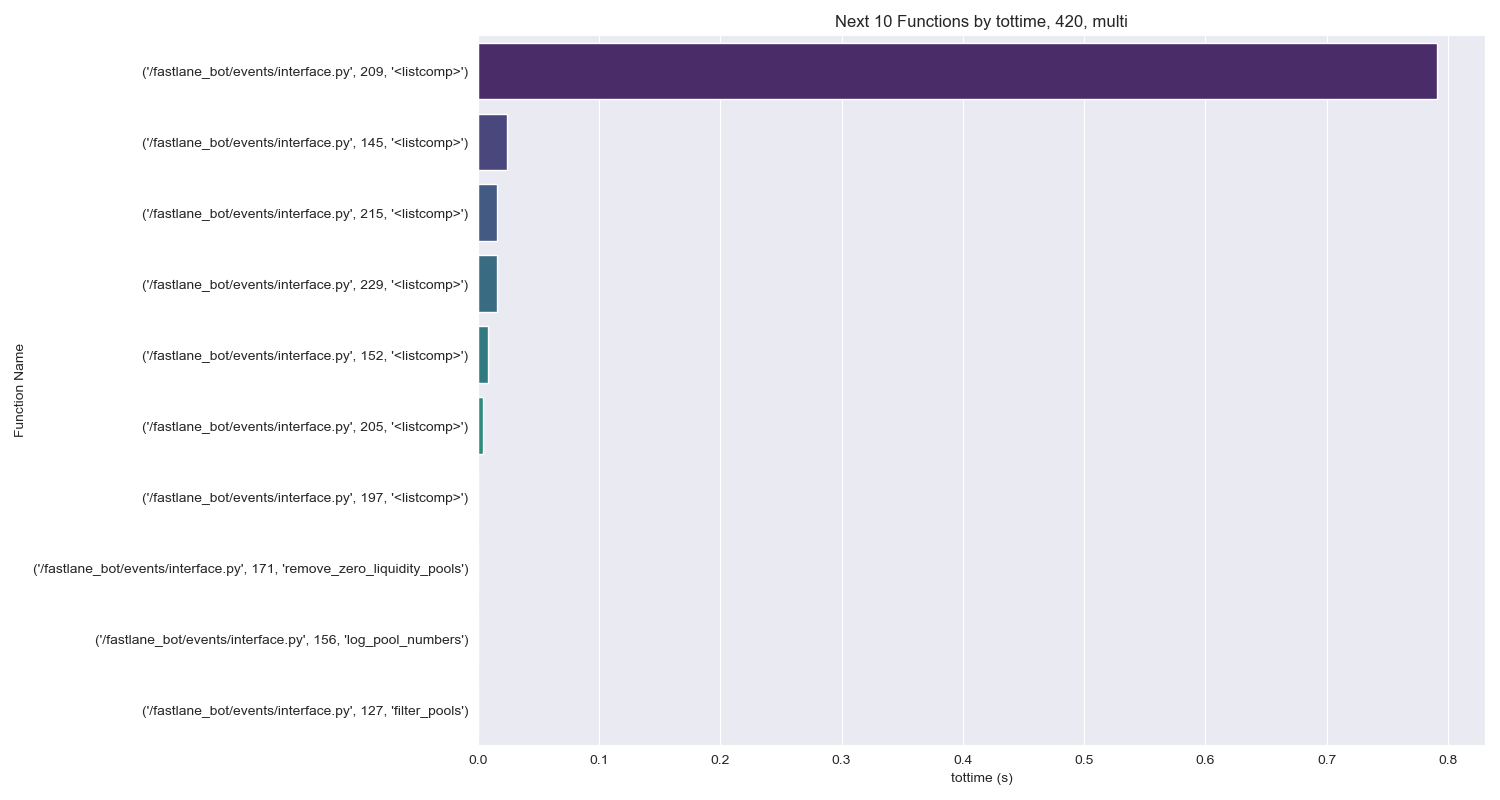 Next 10 Functions by tottime, 420, multi
('/fastlane_bot/events/interface.py', 209, '<listcomp>')
('/fastlane_bot/events/interface.py', 145, '<listcomp>')
('/fastlane_bot/events/interface.py', 215, '<listcomp>')
('/fastlane_bot/events/interface.py', 229, '<listcomp>')
('/fastlane_bot/events/interface.py', 152, '<listcomp>')
('/fastlane_bot/events/interface.py', 205, '<listcomp>')
('/fastlane_bot/events/interface.py', 197, '<listcomp>')
('/fastlane_bot/events/interface.py', 171, 'remove_zero_liquidity_pools')
('/fastlane_bot/events/interface.py', 156, 'log_pool_numbers')
('/fastlane_bot/events/interface.py', 127, 'filter_pools')
Function Name
0.0 0.1 0.2 0.3 0.4 0.5 0.6 0.7 0.8
tottime (s)